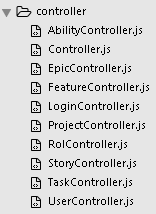 controller
AbilityController.js
Controller.js
EpicController.js
FeatureController.js
LoginController.js
ProjectController.js
RolController.js
StoryController.js
TaskController.js
UserController.js